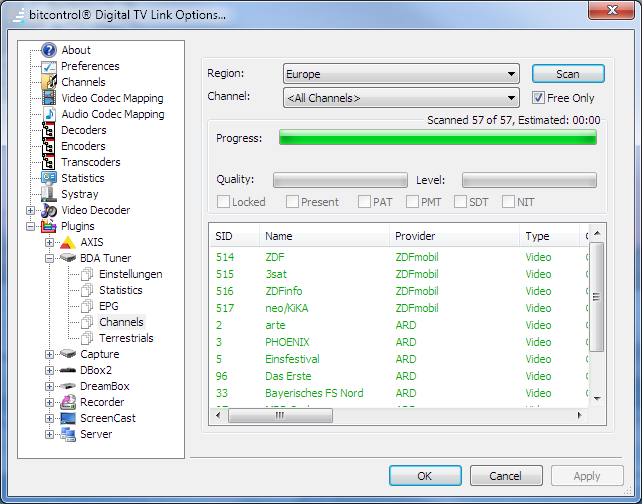 bitcontrol® Digital TV Link Options...
About
Preferences
Channels
Video Codec Mapping
Audio Codec Mapping
Decoders
Encoders
Transcoders
Statistics
Systray
Video Decoder
Plugins
AXIS
BDA Tuner
Einstellungen
Statistics
EPG
Channels
Terrestrials
Capture
DBox2
DreamBox
Recorder
ScreenCast
Server
Region: Europe Scan
Channel: <All Channels> Free Only
Scanned 57 of 57, Estimated: 00:00
Progress:
Quality: Level:
Locked Present PAT PMT SDT NIT
SID Name Provider Type
514 ZDF ZDFmobil Video
515 3sat ZDFmobil Video
516 ZDFinfo ZDFmobil Video
517 neo/KiKA ZDFmobil Video
2 arte ARD Video
3 PHOENIX ARD Video
5 Einsfestival ARD Video
96 Das Erste ARD Video
33 Bayerisches FS Nord ARD Video
OK Cancel Apply